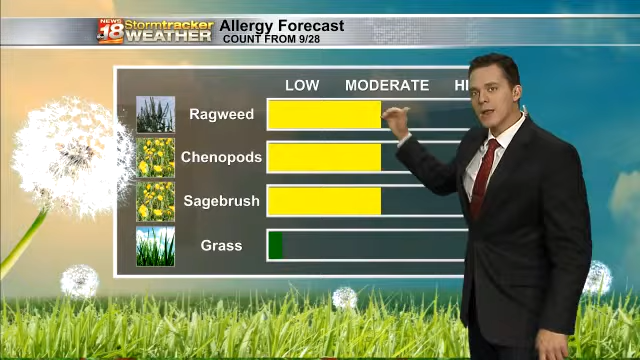 NEWS
18
Stormtracker
WEATHER
Allergy Forecast
COUNT FROM 9/28
LOW MODERATE
Ragweed
Chenopods
Sagebrush
Grass